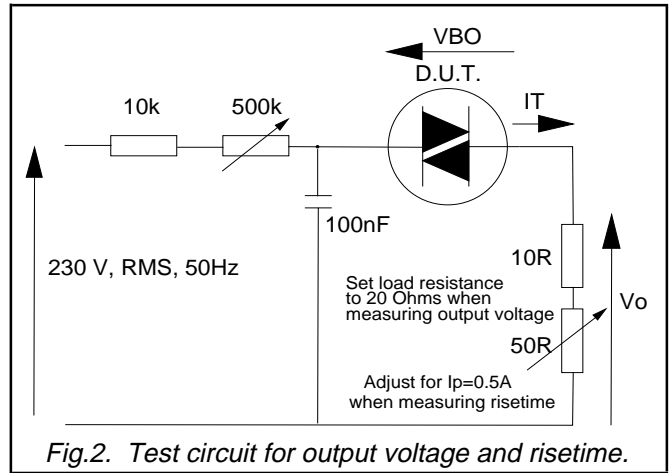 VBO
D.U.T.
IT
10k
500k
100nF
230 V, RMS, 50Hz
10R
Set load resistance
to 20 Ohms when
measuring output voltage
Vo
50R
Adjust for Ip=0.5A
when measuring risetime
Fig.2. Test circuit for output voltage and risetime.